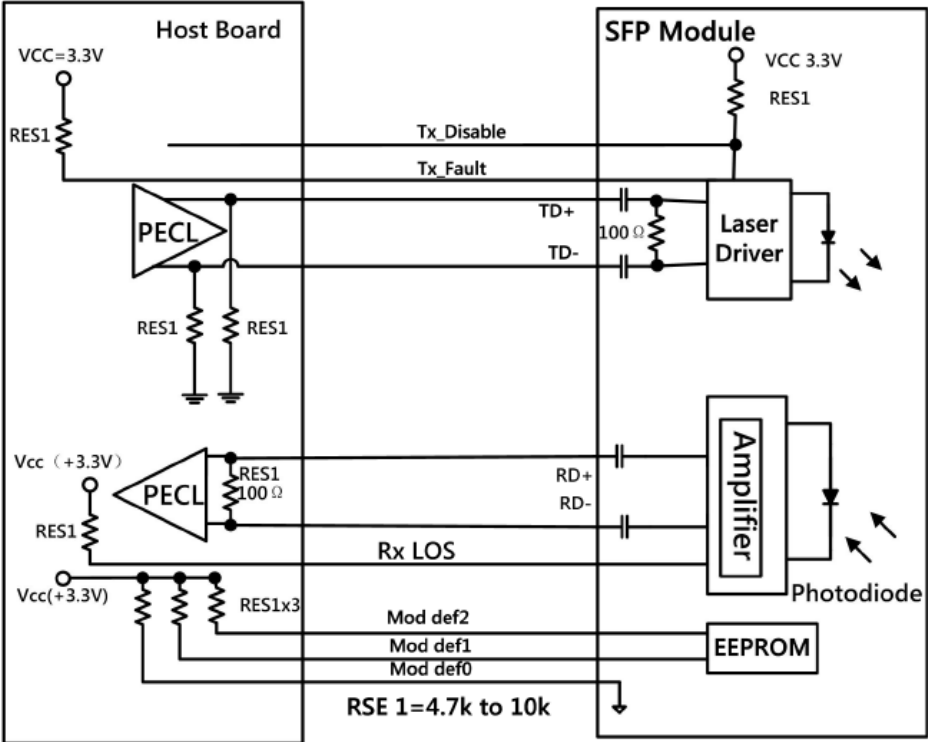 Host Board
SFP Module
VCC=3.3V
VCC 3.3V
RES1
RES1
Tx_Disable
Tx_Fault
PECL
TD+
100Ω
TD-
Laser
Driver
RES1
RES1
Vcc（+3.3V）
PECL
RES1
100Ω
RD+
RD-
Amplifier
RES1
Rx LOS
Vcc(+3.3V)
RES1x3
Photodiode
Mod def2
Mod def1
Mod def0
EEPROM
RSE 1=4.7k to 10k